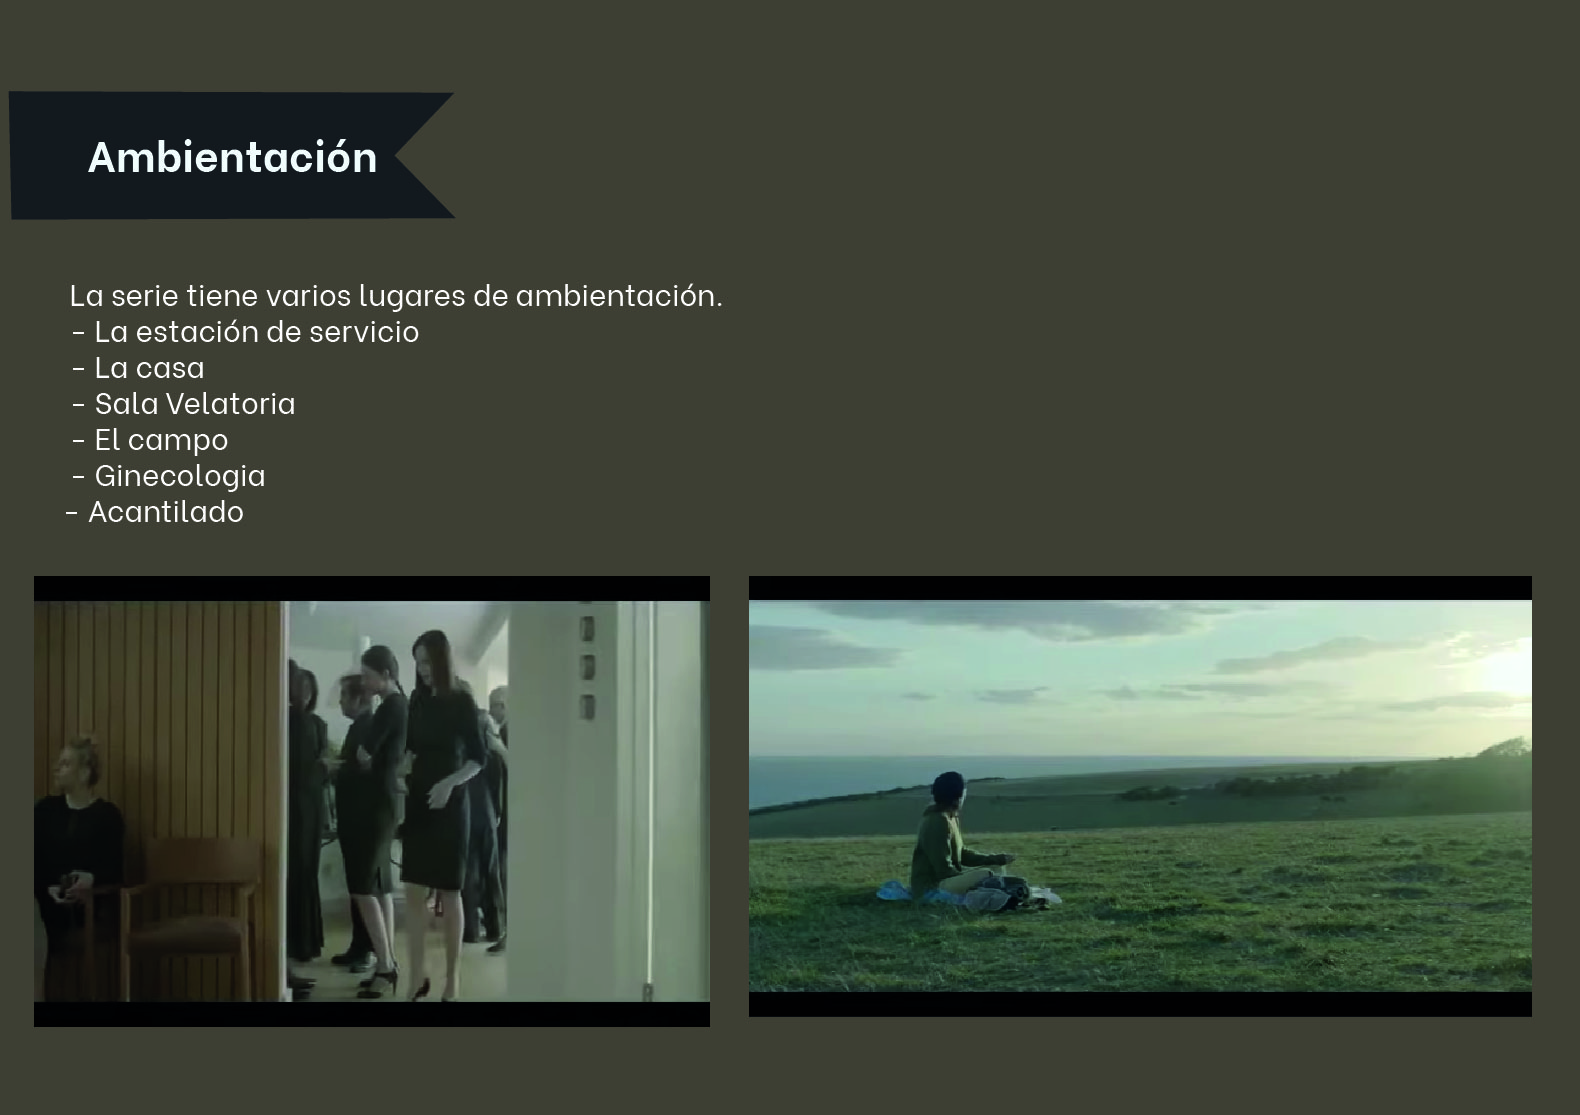 Ambientación
La serie tiene varios lugares de ambientación.
- La estación de servicio
- La casa
- Sala Velatoria
- El campo
- Ginecologia
- Acantilado